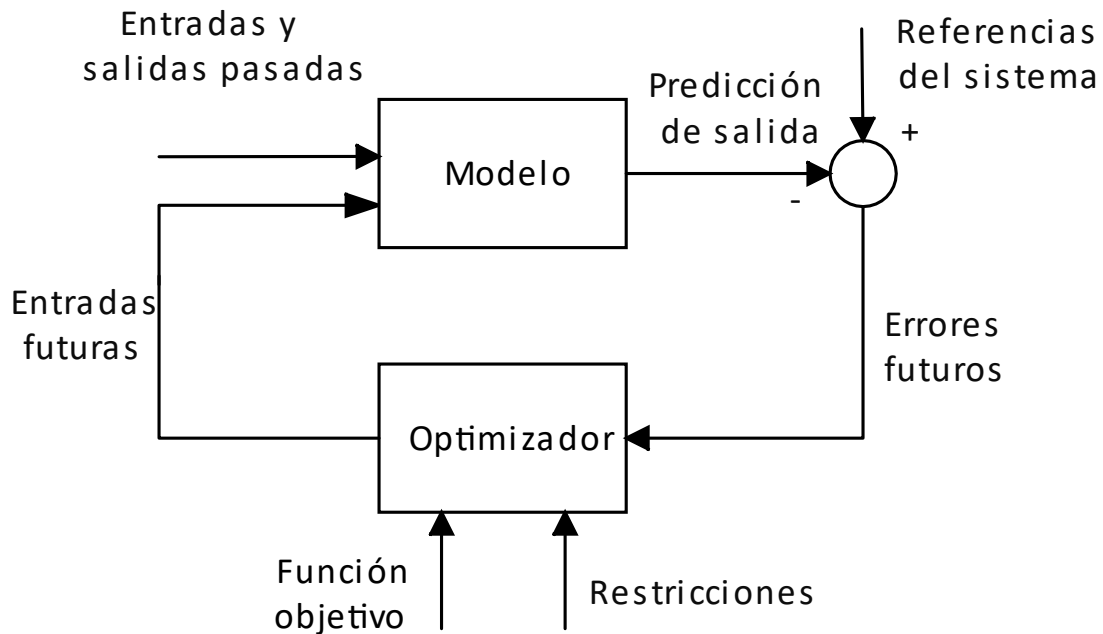 Entradas y
salidas pasadas
Referencias
del sistema
Predicción
de salida
+
-
Modelo
Entradas
futuras
Errores
futuros
Optimizador
Función
objetivo
Restricciones